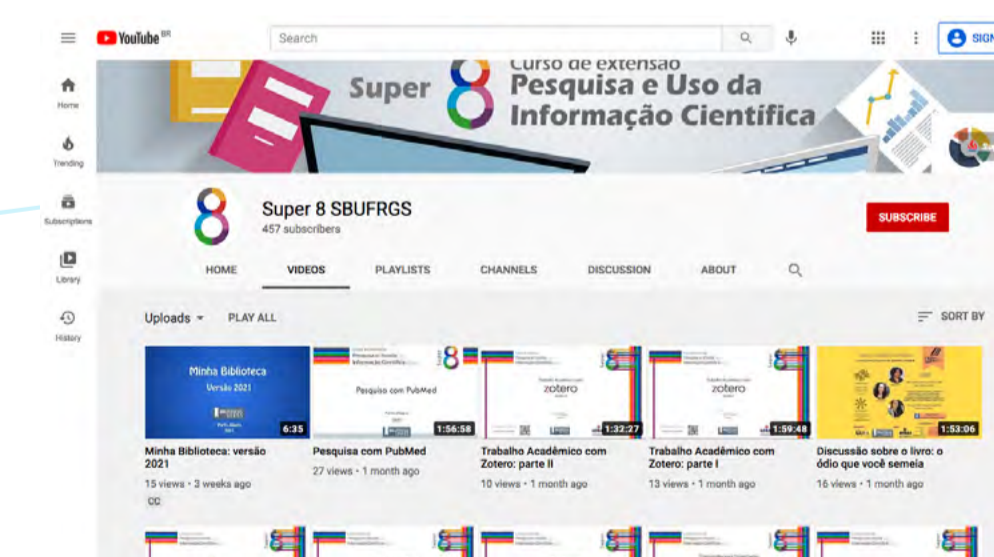 YouTube BR
Search
SIGN
Home
Trending
Subscriptions
Library
History
Curso de extensão
Super 8 Pesquisa e Uso da
Informação Científica
Super 8 SBUFRGS
457 subscribers
SUBSCRIBE
HOME VIDEOS PLAYLISTS CHANNELS DISCUSSION ABOUT
Uploads PLAY ALL SORT BY
Minha Biblioteca
Versão 2021
6:35
Pesquisa com PubMed
1:56:58
zotero
1:32:27
zotero
1:59:48
1:53:06
Minha Biblioteca: versão
2021
15 views • 3 weeks ago
CC
Pesquisa com PubMed
27 views • 1 month ago
Trabalho Acadêmico com
Zotero: parte II
10 views • 1 month ago
Trabalho Acadêmico com
Zotero: parte I
13 views • 1 month ago
Discussão sobre o livro: o
ódio que você semeia
16 views • 1 month ago